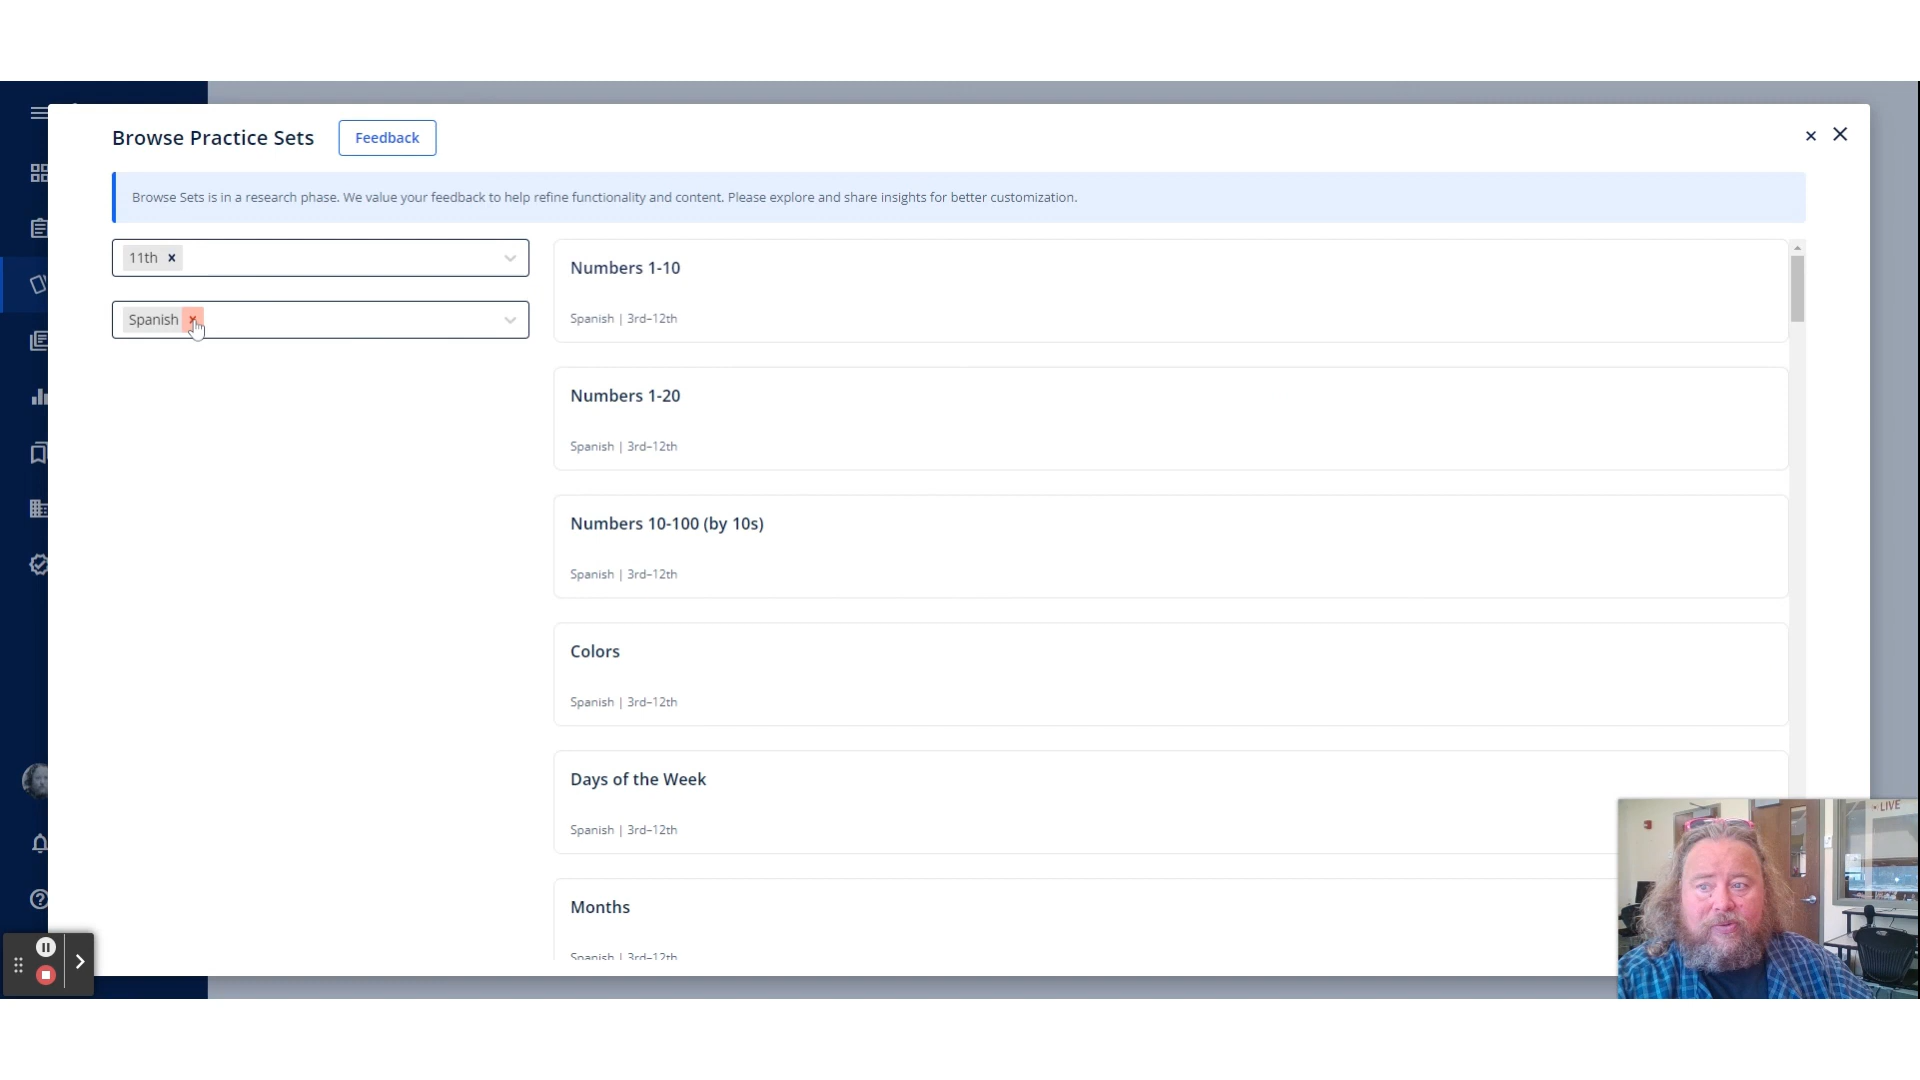 Browse Practice Sets
Feedback
Browse Sets is in a research phase. We value your feedback to help refine functionality and content. Please explore and share insights for better customization.
11th
Spanish
Numbers 1-10
Spanish | 3rd–12th
Numbers 1-20
Spanish | 3rd–12th
Numbers 10-100 (by 10s)
Spanish | 3rd–12th
Colors
Spanish | 3rd–12th
Days of the Week
Spanish | 3rd–12th
Months
Spanish | 3rd–12th
LIVE